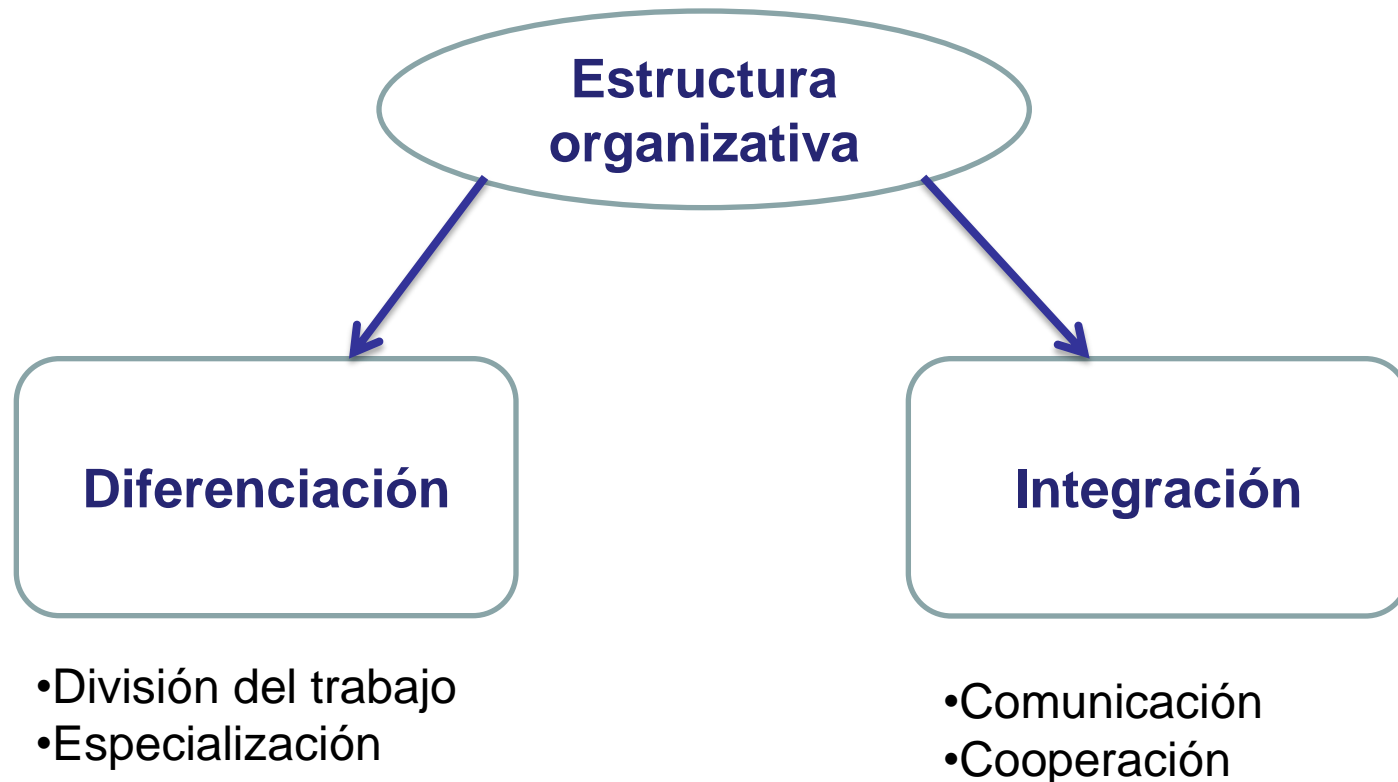 Estructura
organizativa
Diferenciación
Integración
•División del trabajo
•Especialización
•Comunicación
•Cooperación